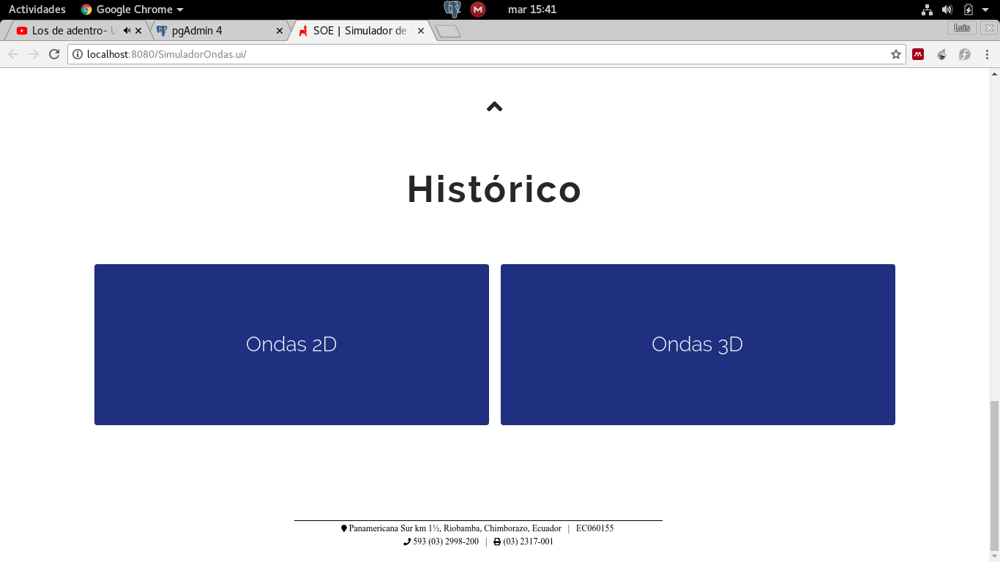 Actividades Google Chrome mar 15:41
Los de adentro- U pgAdmin 4 SOE | Simulador de Luis
localhost:8080/SimuladorOndas.ui/
Histórico
Ondas 2D Ondas 3D
Panamericana Sur km 1½, Riobamba, Chimborazo, Ecuador | EC060155
593 (03) 2998-200 | (03) 2317-001